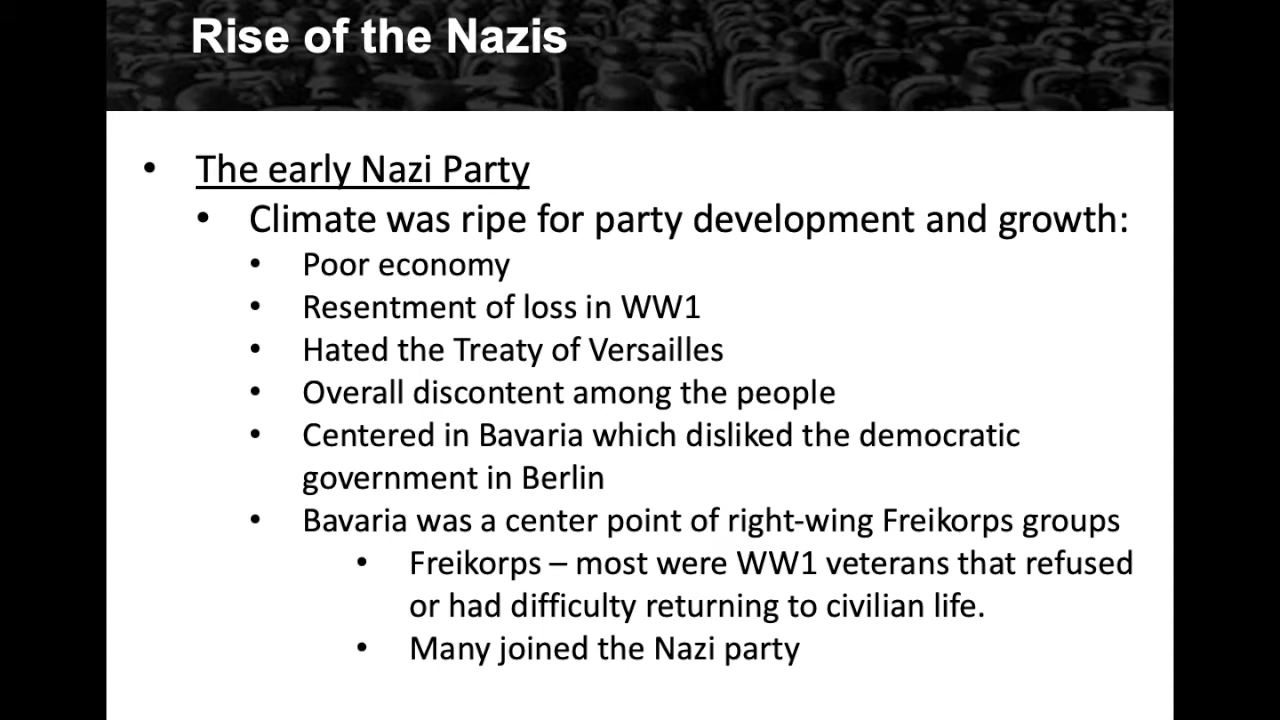 Rise of the Nazis
• The early Nazi Party
• Climate was ripe for party development and growth:
• Poor economy
• Resentment of loss in WW1
• Hated the Treaty of Versailles
• Overall discontent among the people
• Centered in Bavaria which disliked the democratic
government in Berlin
• Bavaria was a center point of right-wing Freikorps groups
• Freikorps – most were WW1 veterans that refused
or had difficulty returning to civilian life.
• Many joined the Nazi party